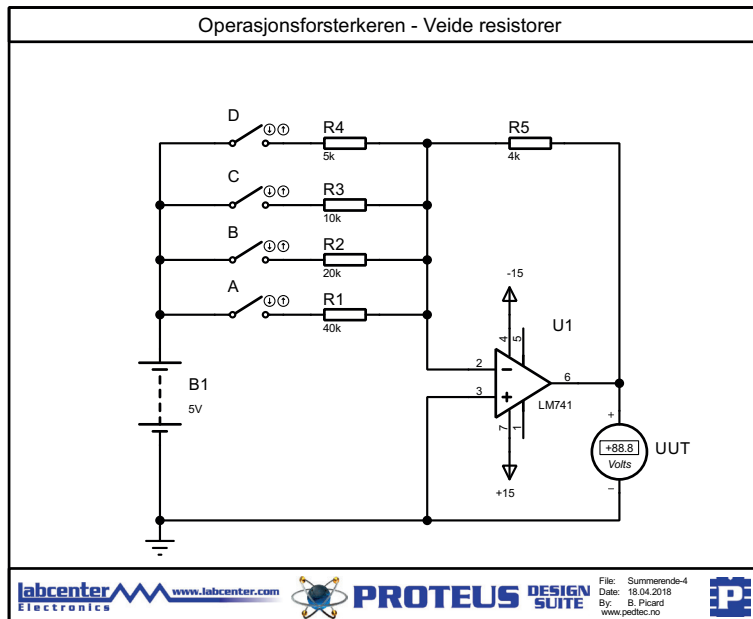 Operasjonsforsterkeren - Veide resistorer
D
R4
5k
R5
4k
C
R3
10k
B
R2
20k
A
R1
40k
-15
U1
4
5
2
3
6
LM741
7
1
+15
B1
5V
+
+88.8
Volts
UUT
labcenter
Electronics
www.labcenter.com
PROTEUS
DESIGN
SUITE
File: Summerende-4
Date: 18.04.2018
By: B. Picard
www.pedtec.no